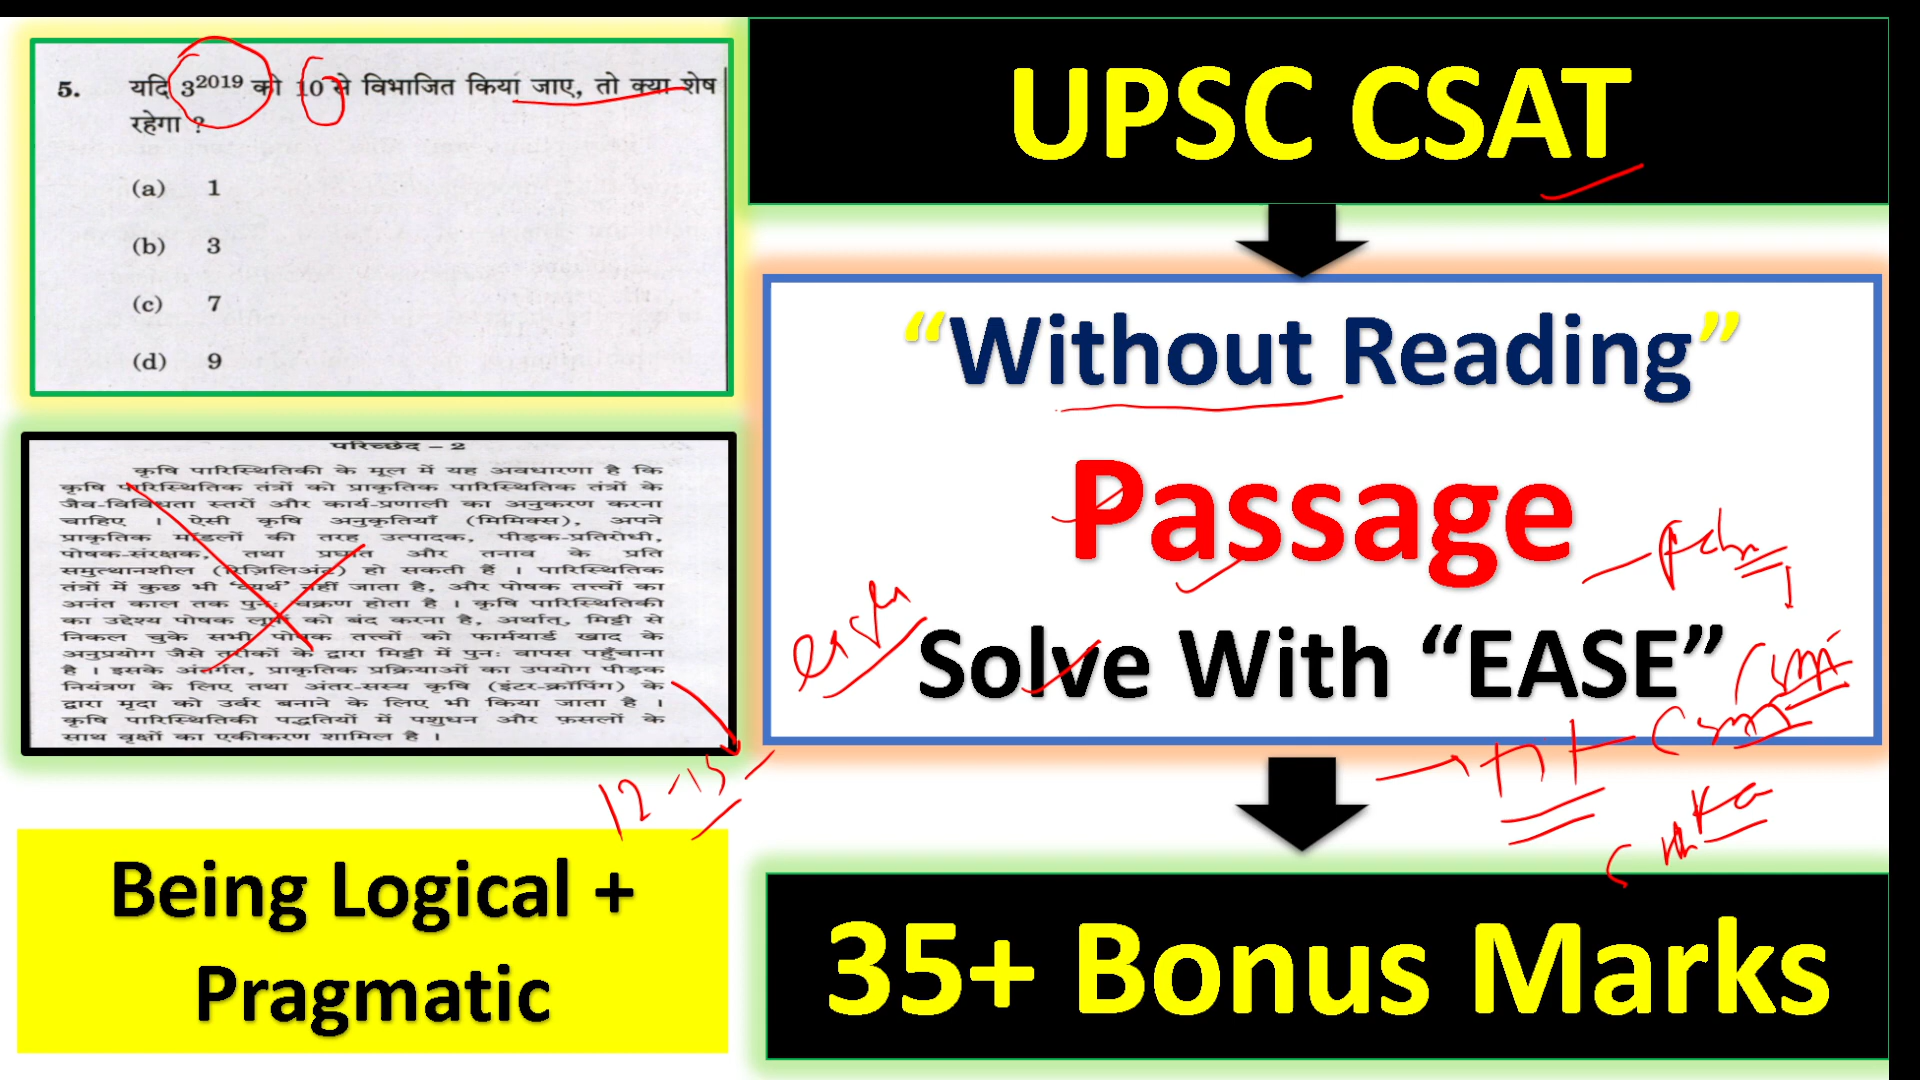 5. यदि 3^2019 को 10 से विभाजित किया जाए, तो क्या शेष
रहेगा ?
(a) 1
(b) 3
(c) 7
(d) 9
परिच्छेद – 2
कृषि पारिस्थितिकी के मूल में यह अवधारणा है कि
कृषि पारिस्थितिक तंत्रों को प्राकृतिक पारिस्थितिक तंत्रों के
जैव-विविधता स्तरों और कार्य-प्रणाली का अनुकरण करना
चाहिए । ऐसी कृषि अनुकृतियाँ (मिमिक्स), अपने
प्राकृतिक मॉडलों की तरह उत्पादक, पीड़क-प्रतिरोधी,
पोषक-संरक्षक, तथा प्रघात और तनाव के प्रति
समुत्थानशील (रिज़िलिअंट) हो सकती हैं । पारिस्थितिक
तंत्रों में कुछ भी ‘व्यर्थ’ नहीं जाता है, और पोषक तत्त्वों का
अनंत काल तक पुनः चक्रण होता है । कृषि पारिस्थितिकी
का उद्देश्य पोषक लूपों को बंद करना है, अर्थात्, मिट्टी से
निकल चुके सभी पोषक तत्त्वों को फार्मयार्ड खाद के
अनुप्रयोग जैसे तरीकों के द्वारा मिट्टी में पुनः वापस पहुँचाना
है । इसके अंतर्गत, प्राकृतिक प्रक्रियाओं का उपयोग पीड़क
नियंत्रण के लिए तथा अंतर-सस्य कृषि (इंटर-क्रॉपिंग) के
द्वारा मृदा को उर्वर बनाने के लिए भी किया जाता है ।
कृषि पारिस्थितिकी पद्धतियों में पशुधन और फ़सलों के
साथ वृक्षों का एकीकरण शामिल है ।
12-15
Being Logical +
Pragmatic
UPSC CSAT
“Without Reading”
Passage
Solve With “EASE”
35+ Bonus Marks